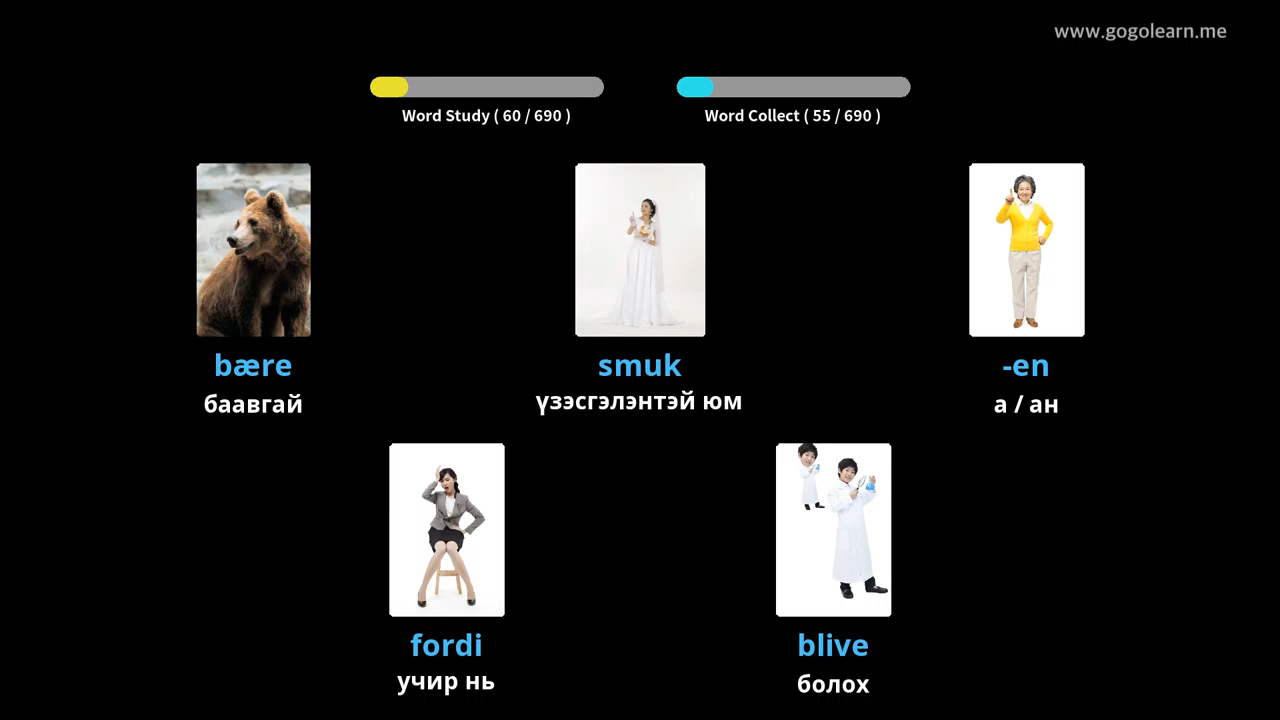 www.gogolearn.me
Word Study ( 60 / 690 )
Word Collect ( 55 / 690 )
bære
smuk
-en
баавгай
үзэсгэлэнтэй юм
а / ан
fordi
blive
учир нь
болох